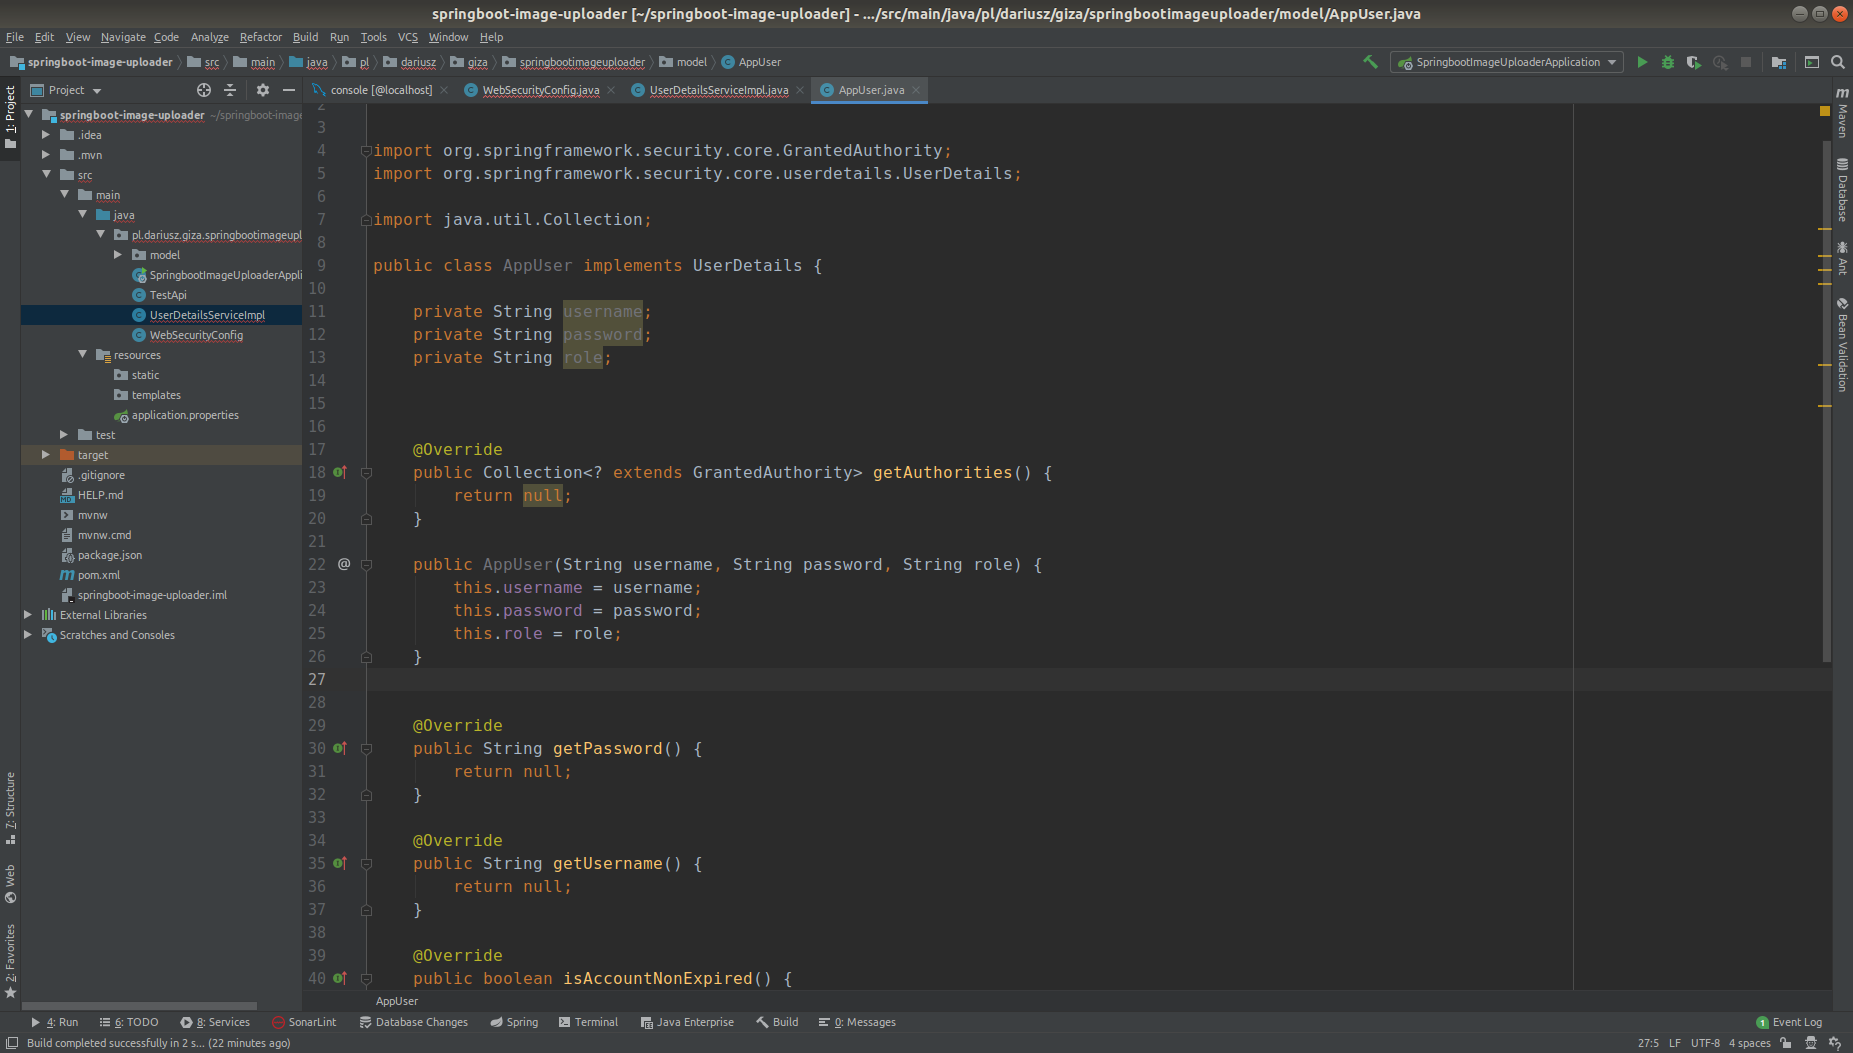 springboot-image-uploader [~/springboot-image-uploader] - .../src/main/java/pl/dariusz/giza/springbootimageuploader/model/AppUser.java
File Edit View Navigate Code Analyze Refactor Build Run Tools VCS Window Help
springboot-image-uploader src main java pl dariusz giza springbootimageuploader model AppUser
SpringbootImageUploaderApplication
Project
console [@localhost] WebSecurityConfig.java UserDetailsServiceImpl.java AppUser.java
1: Project
7: Structure
Web
2: Favorites
springboot-image-uploader ~/springboot-image
.idea
.mvn
src
main
java
pl.dariusz.giza.springbootimageupl
model
SpringbootImageUploaderAppli
TestApi
UserDetailsServiceImpl
WebSecurityConfig
resources
static
templates
application.properties
test
target
.gitignore
HELP.md
mvnw
mvnw.cmd
package.json
pom.xml
springboot-image-uploader.iml
External Libraries
Scratches and Consoles
2
3
4 import org.springframework.security.core.GrantedAuthority;
5 import org.springframework.security.core.userdetails.UserDetails;
6
7 import java.util.Collection;
8
9 public class AppUser implements UserDetails {
10
11 private String username;
12 private String password;
13 private String role;
14
15
16
17 @Override
18 public Collection<? extends GrantedAuthority> getAuthorities() {
19 return null;
20 }
21
22 @ public AppUser(String username, String password, String role) {
23 this.username = username;
24 this.password = password;
25 this.role = role;
26 }
27
28
29 @Override
30 public String getPassword() {
31 return null;
32 }
33
34 @Override
35 public String getUsername() {
36 return null;
37 }
38
39 @Override
40 public boolean isAccountNonExpired() {
AppUser
Maven
Database
Ant
Bean Validation
4: Run 6: TODO 8: Services SonarLint Database Changes Spring Terminal Java Enterprise Build 0: Messages 1 Event Log
Build completed successfully in 2 s... (22 minutes ago) 27:5 LF UTF-8 4 spaces